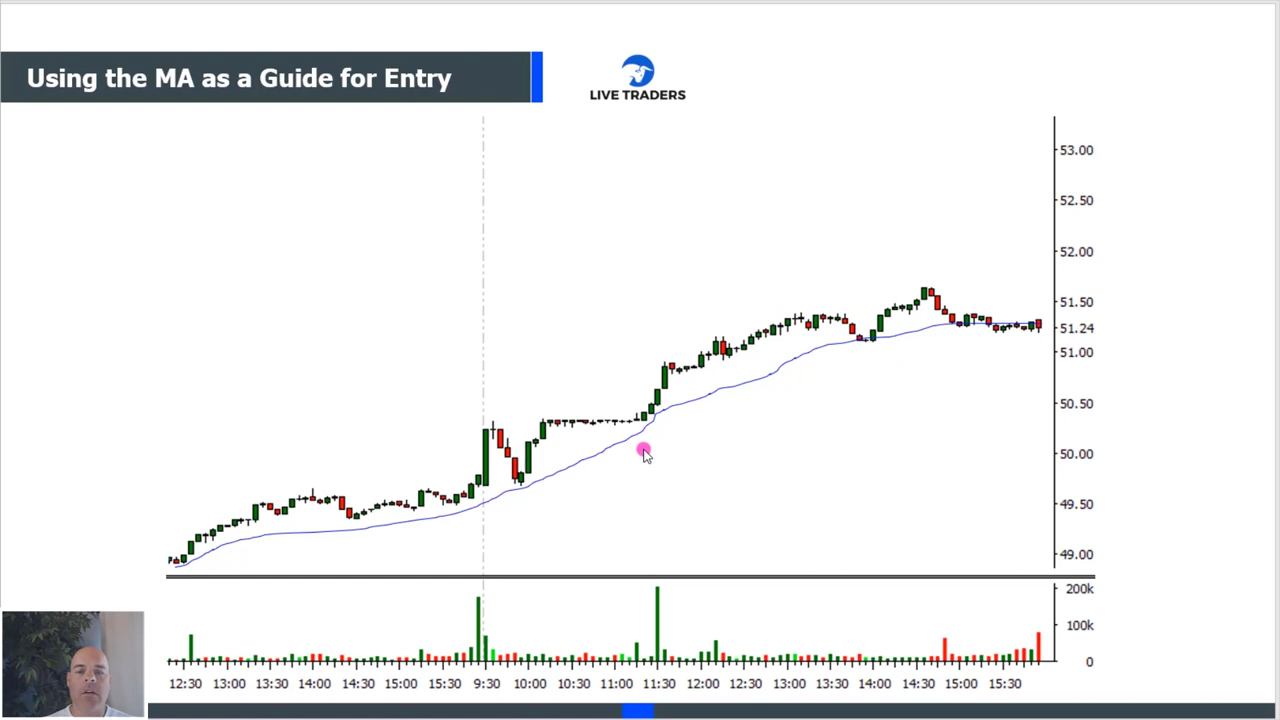 Using the MA as a Guide for Entry
LIVE TRADERS
53.00
52.50
52.00
51.50
51.24
51.00
50.50
50.00
49.50
49.00
200k
100k
0
12:30 13:00 13:30 14:00 14:30 15:00 15:30 9:30 10:00 10:30 11:00 11:30 12:00 12:30 13:00 13:30 14:00 14:30 15:00 15:30